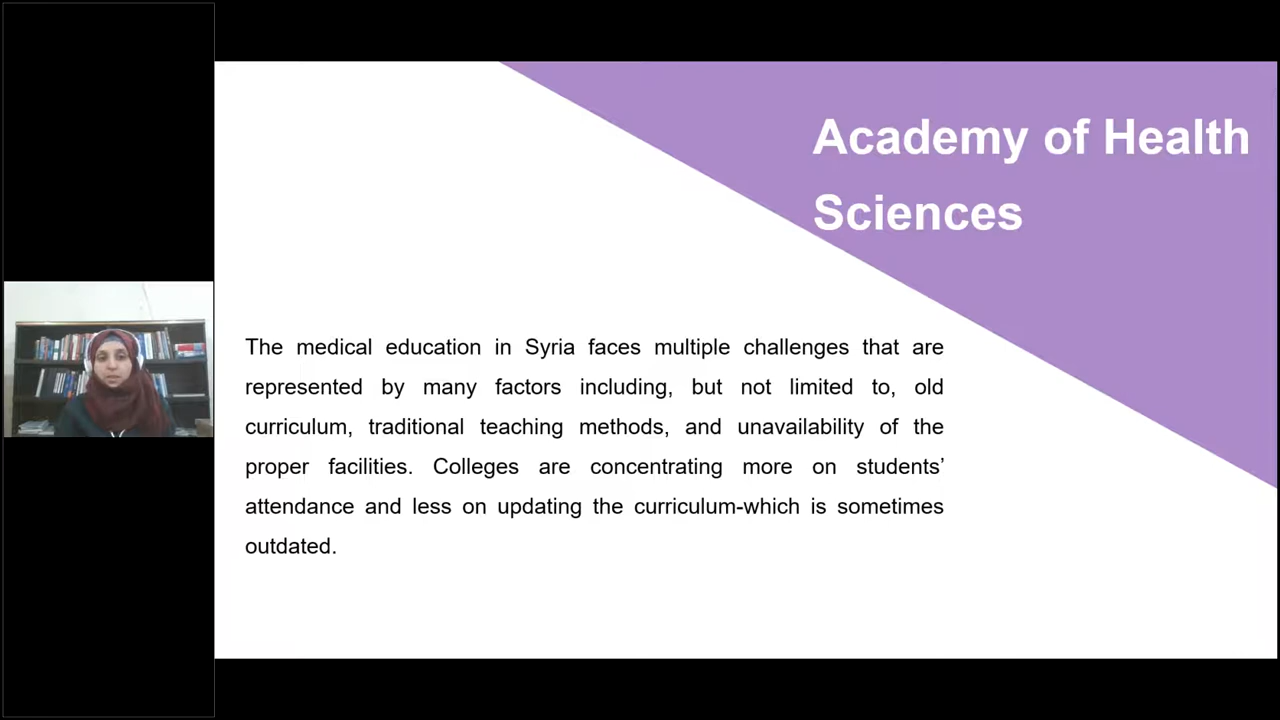 Academy of Health
Sciences
The medical education in Syria faces multiple challenges that are
represented by many factors including, but not limited to, old
curriculum, traditional teaching methods, and unavailability of the
proper facilities. Colleges are concentrating more on students’
attendance and less on updating the curriculum-which is sometimes
outdated.